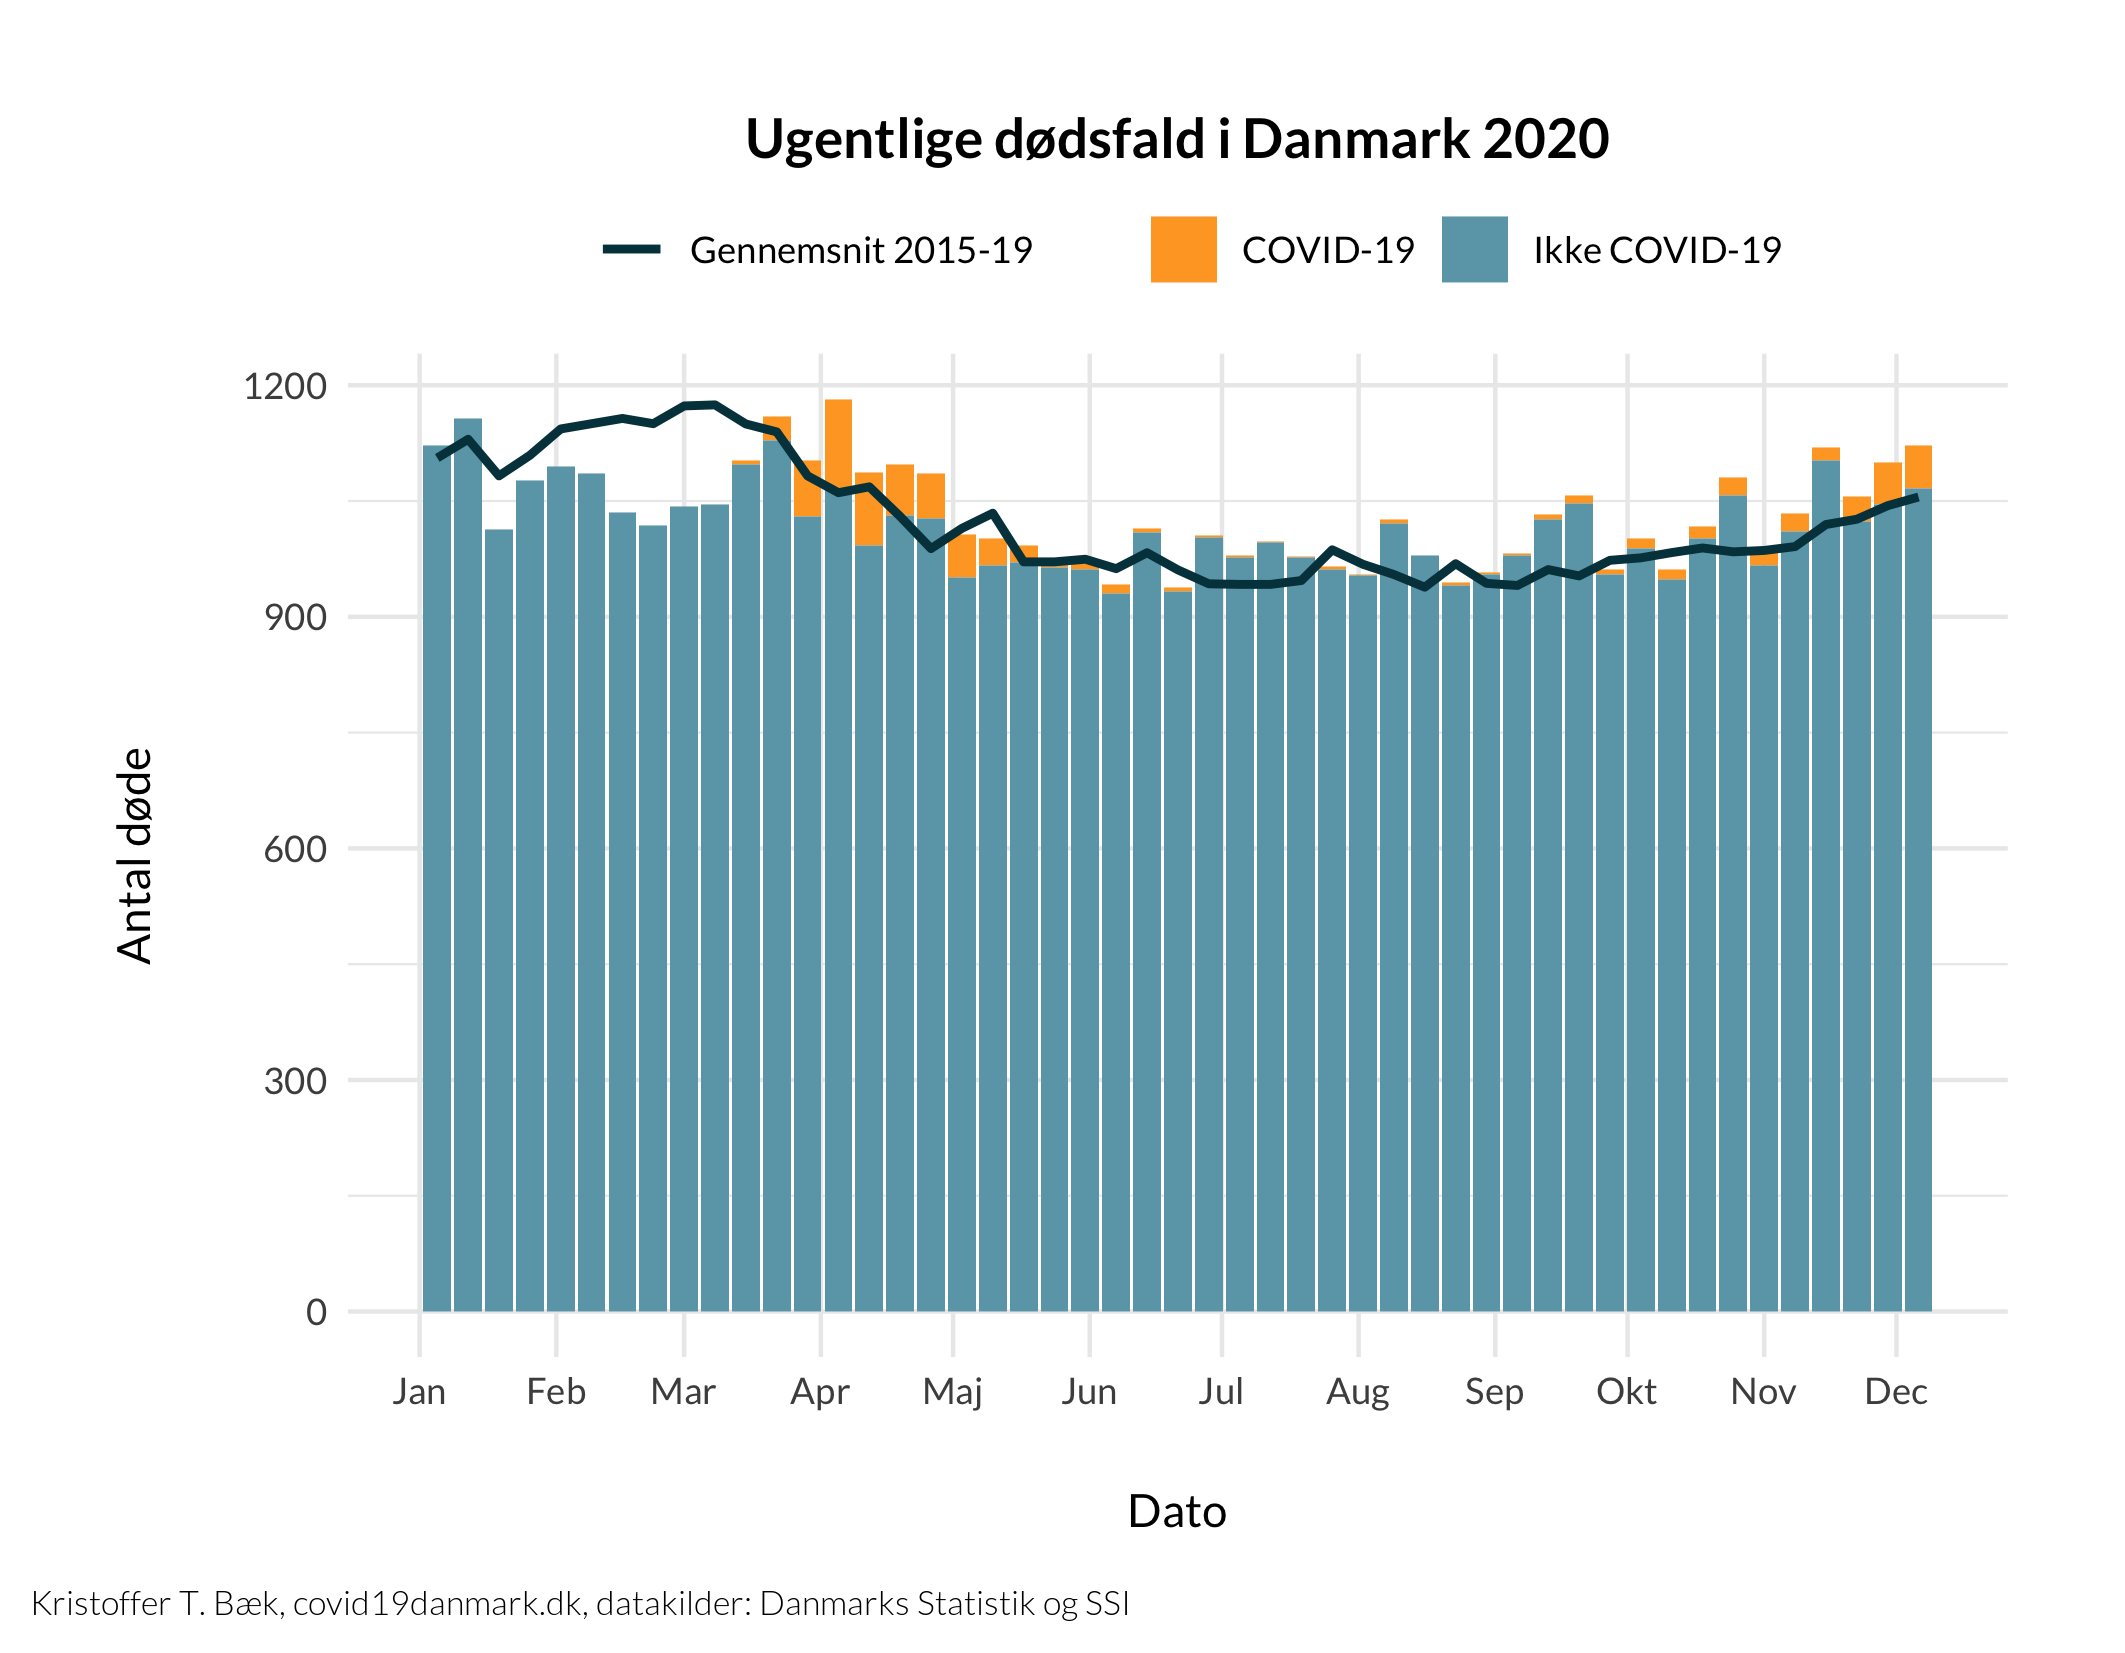 Ugentlige dødsfald i Danmark 2020
Gennemsnit 2015-19 COVID-19 Ikke COVID-19
Antal døde
1200
900
600
300
0
Jan Feb Mar Apr Maj Jun Jul Aug Sep Okt Nov Dec
Dato
Kristoffer T. Bæk, covid19danmark.dk, datakilder: Danmarks Statistik og SSI